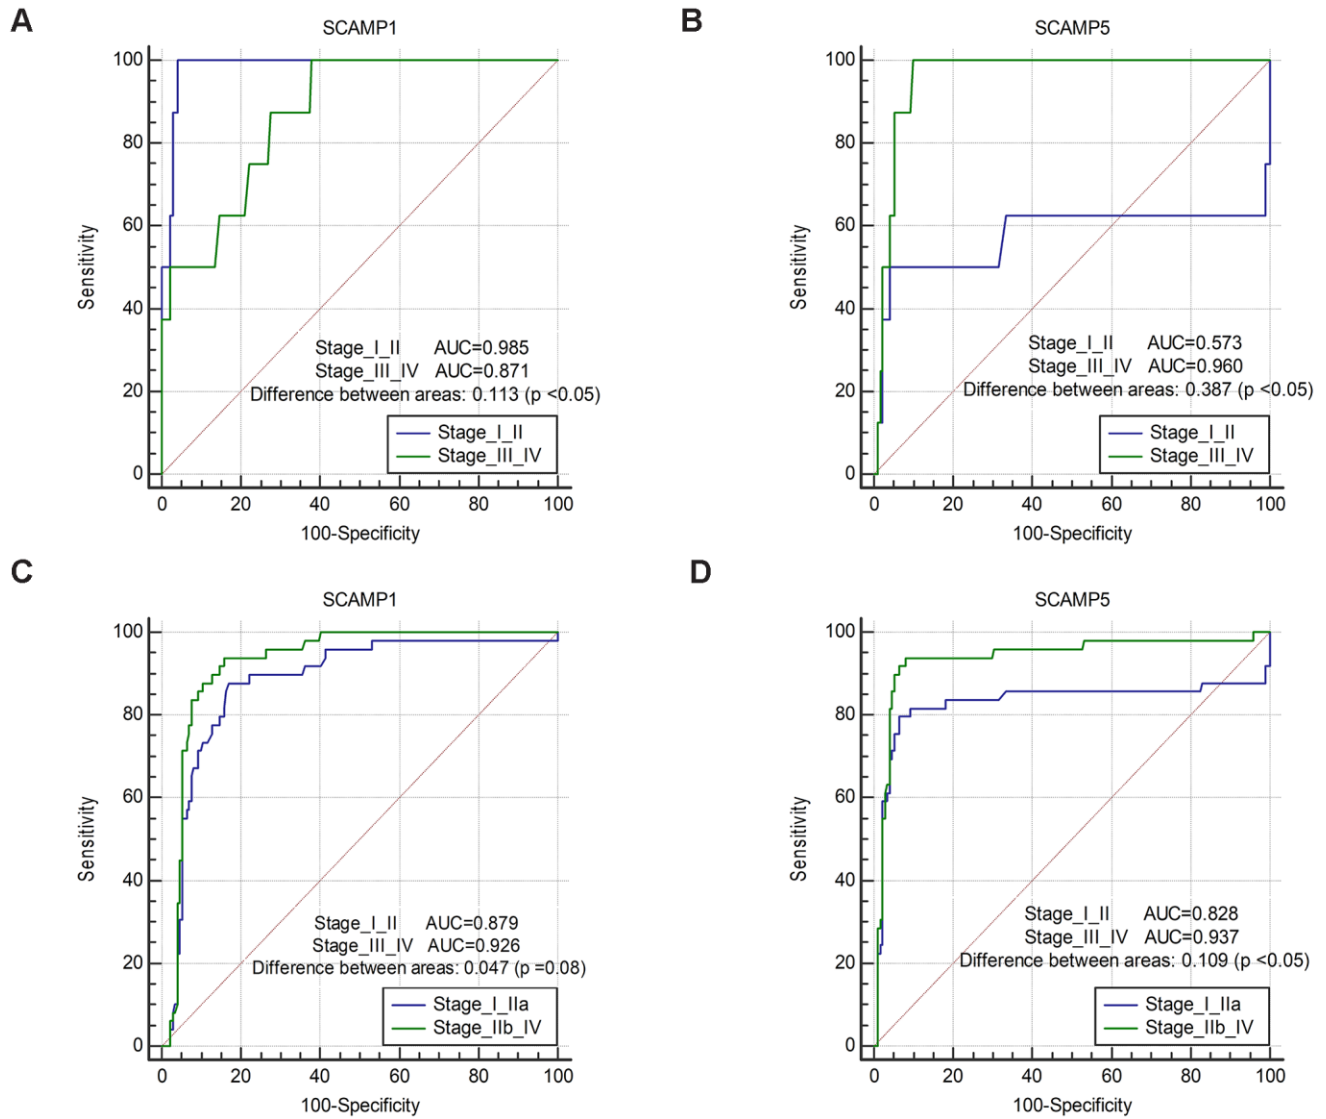 A
SCAMP1
100
80
60
40
20
0
Sensitivity
Stage_I_II AUC=0.985
Stage_III_IV AUC=0.871
Difference between areas: 0.113 (p <0.05)
Stage_I_II
Stage_III_IV
0 20 40 60 80 100
100-Specificity
B
SCAMP5
100
80
60
40
20
0
Sensitivity
Stage_I_II AUC=0.573
Stage_III_IV AUC=0.960
Difference between areas: 0.387 (p <0.05)
Stage_I_II
Stage_III_IV
0 20 40 60 80 100
100-Specificity
C
SCAMP1
100
80
60
40
20
0
Sensitivity
Stage_I_II AUC=0.879
Stage_III_IV AUC=0.926
Difference between areas: 0.047 (p =0.08)
Stage_I_IIa
Stage_IIb_IV
0 20 40 60 80 100
100-Specificity
D
SCAMP5
100
80
60
40
20
0
Sensitivity
Stage_I_II AUC=0.828
Stage_III_IV AUC=0.937
Difference between areas: 0.109 (p <0.05)
Stage_I_IIa
Stage_IIb_IV
0 20 40 60 80 100
100-Specificity